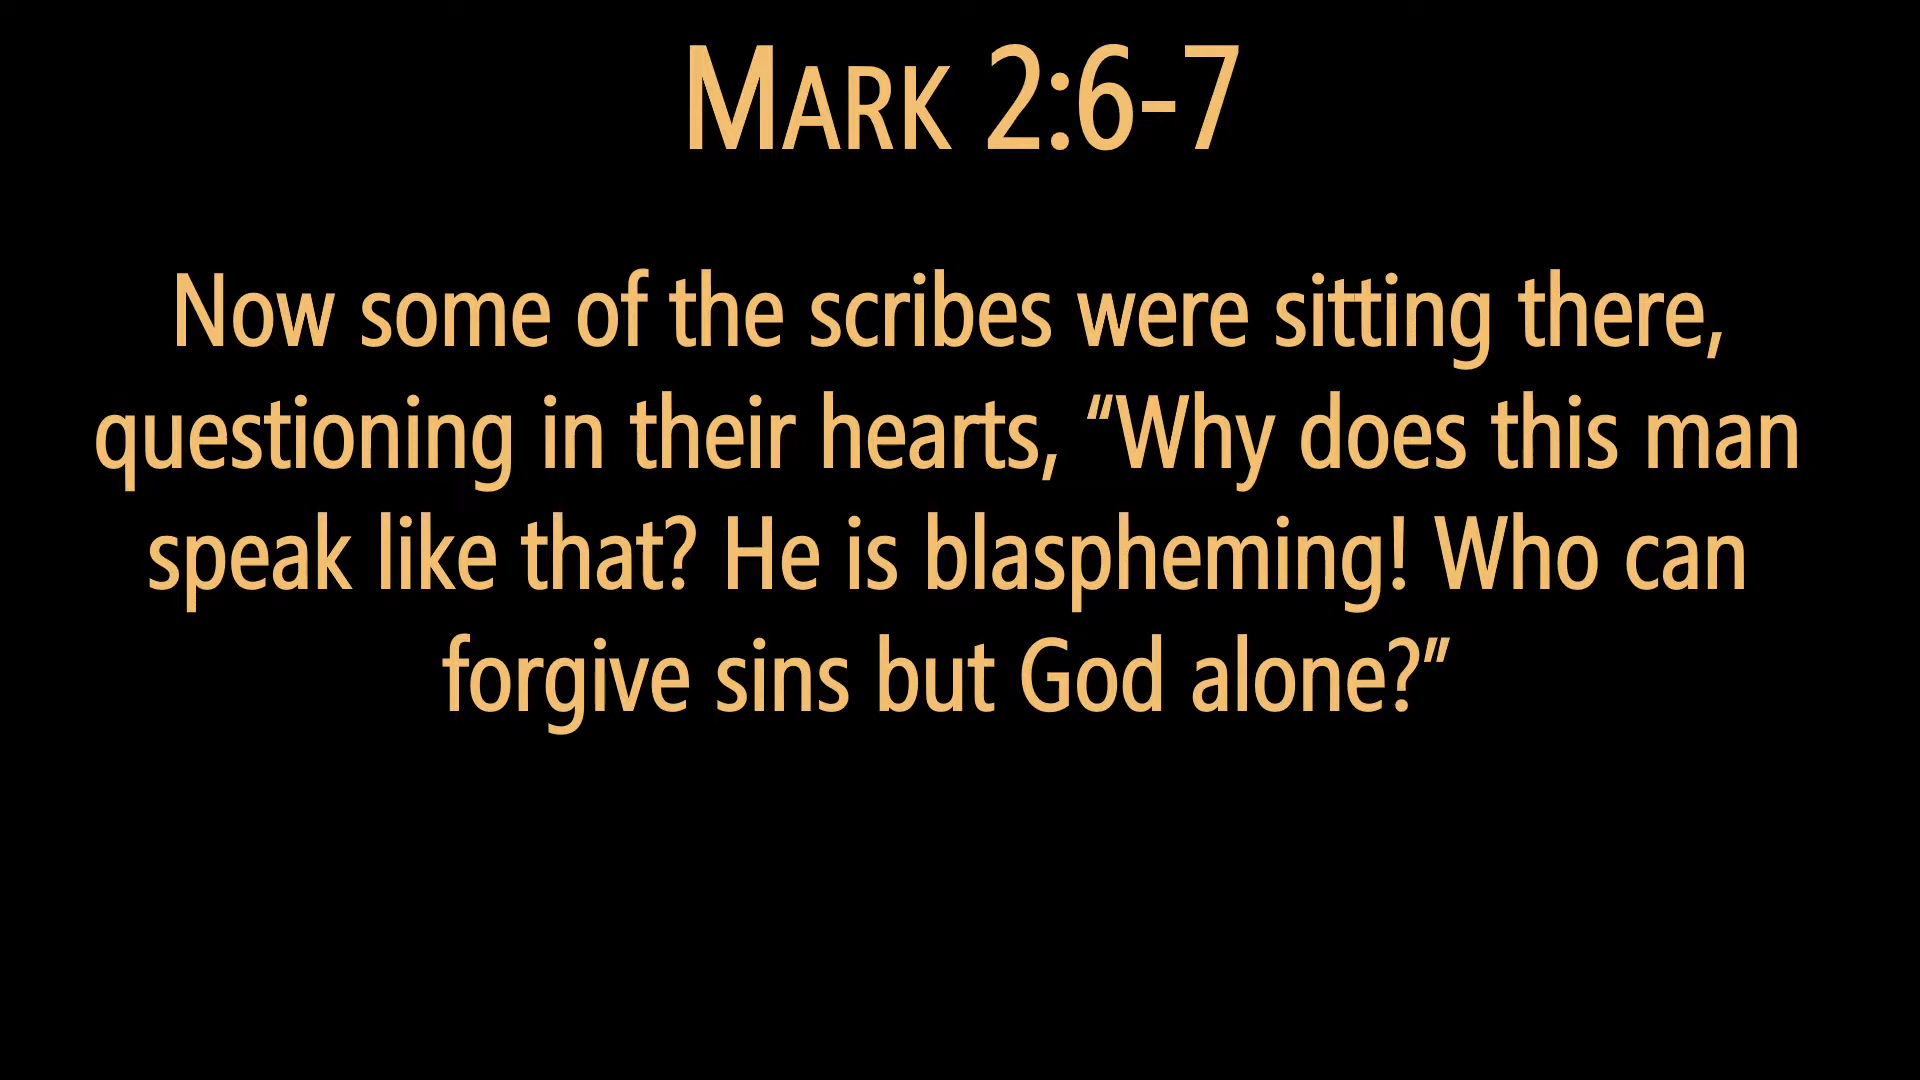 Mark 2:6-7
Now some of the scribes were sitting there,
questioning in their hearts, “Why does this man
speak like that? He is blaspheming! Who can
forgive sins but God alone?”